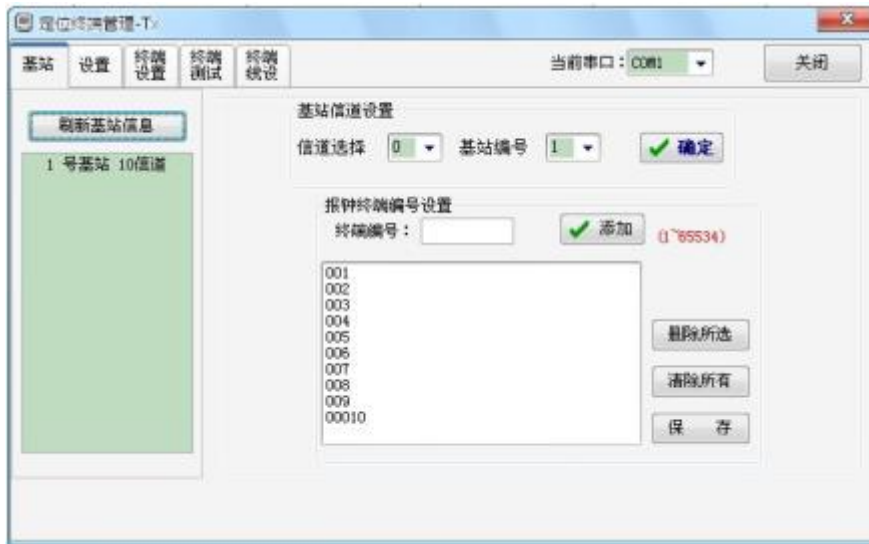 定位终端管理-Tx
基站
设置
终端
设置
终端
测试
终端
线设
当前串口：COM1
关闭
刷新基站信息
1 号基站 10信道
基站信道设置
信道选择 0 基站编号 1 确定
报钟终端编号设置
终端编号： 添加 (1~65534)
001
002
003
004
005
006
007
008
009
00010
删除所选
清除所有
保 存